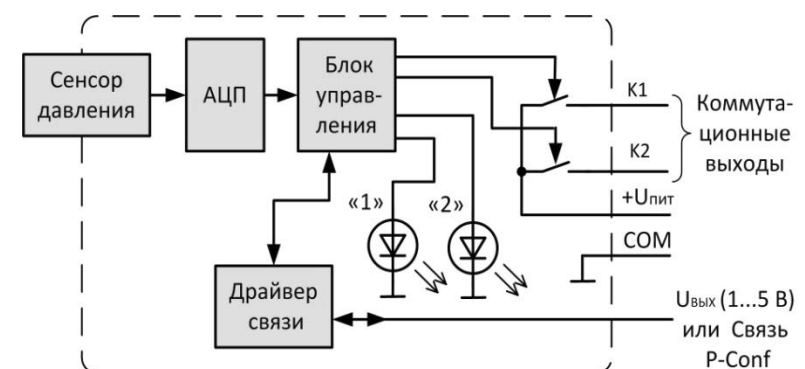 Сенсор
давления
АЦП
Блок
управ-
ления
К1
К2
Коммута-
ционные
выходы
+Uпит
COM
«1»
«2»
Драйвер
связи
Uвых (1...5 В)
или Связь
P-Conf